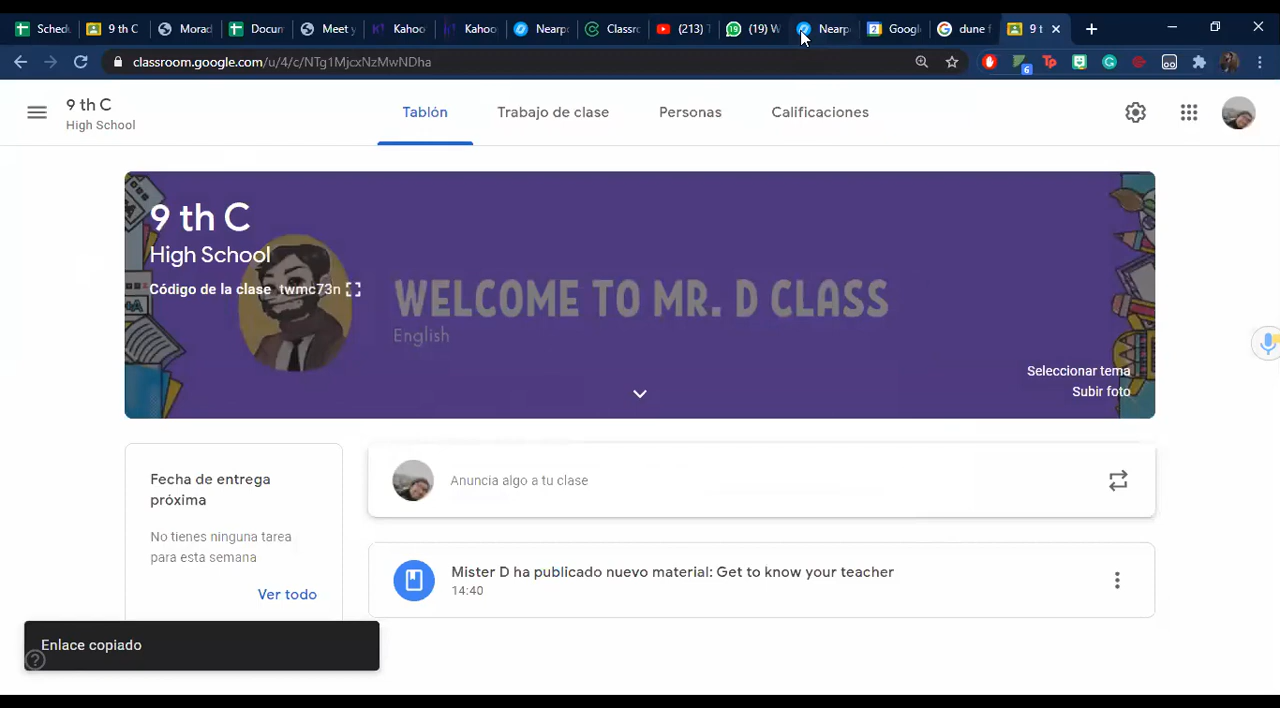 Sched
9 th C
Morad
Docum
Meet y
Kahoo
Kahoo
Nearpo
Classro
(213) T
(19) W
Nearp
Googl
dune f
9 t
classroom.google.com/u/4/c/NTg1MjcxNzMwNDha
6
9 th C
High School
Tablón
Trabajo de clase
Personas
Calificaciones
9 th C
High School
Código de la clase twmc73n
WELCOME TO MR. D CLASS
English
Seleccionar tema
Subir foto
Fecha de entrega
próxima
No tienes ninguna tarea
para esta semana
Ver todo
Anuncia algo a tu clase
Mister D ha publicado nuevo material: Get to know your teacher
14:40
Enlace copiado